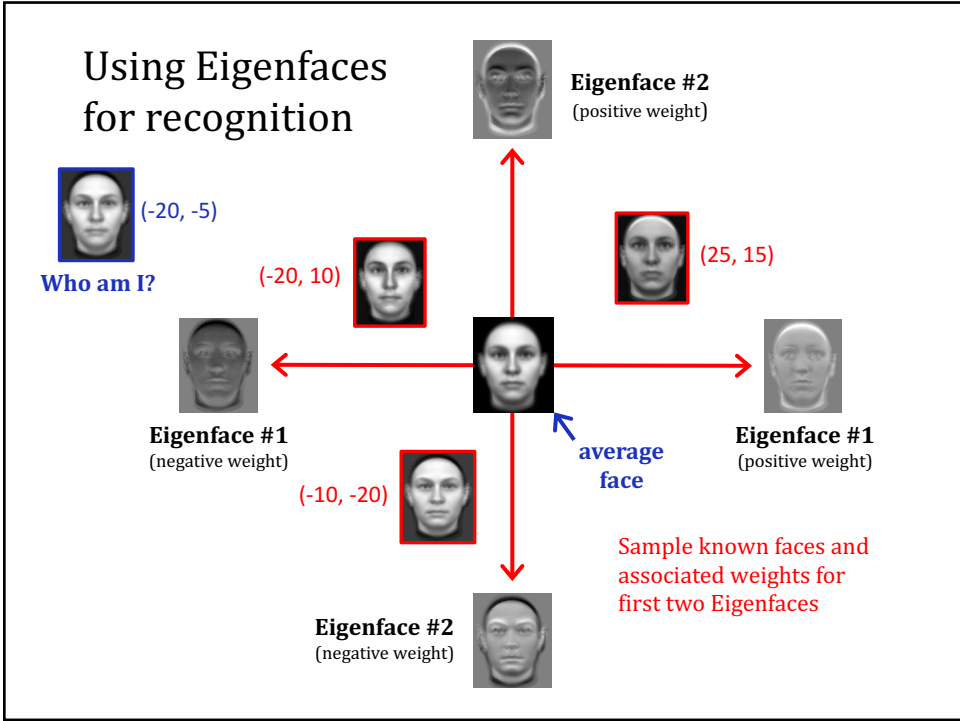 Using Eigenfaces
for recognition
Eigenface #2
(positive weight)
(-20, -5)
Who am I?
(-20, 10)
(25, 15)
Eigenface #1
(negative weight)
average
face
Eigenface #1
(positive weight)
(-10, -20)
Sample known faces and
associated weights for
first two Eigenfaces
Eigenface #2
(negative weight)